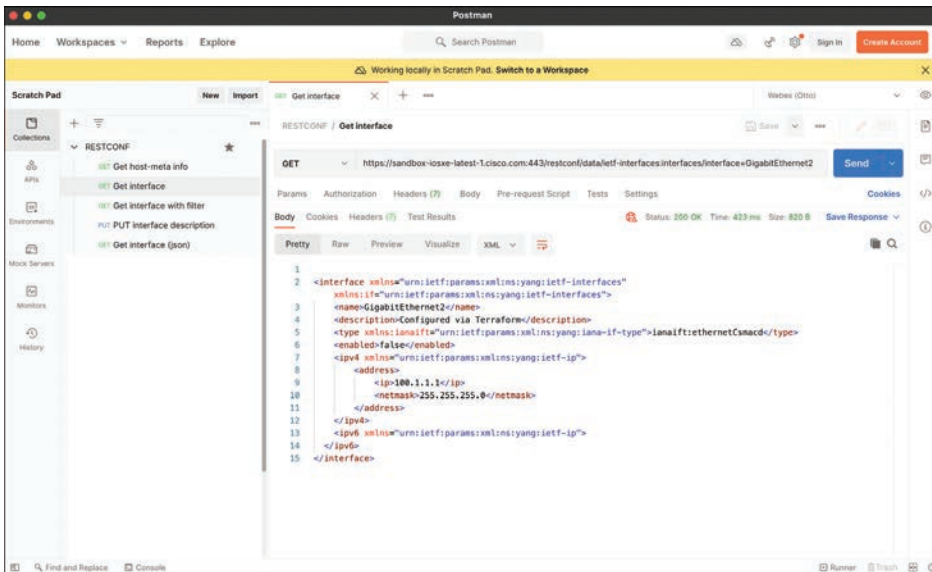 Postman
Home Workspaces Reports Explore Search Postman Sign In Create Account
Working locally in Scratch Pad. Switch to a Workspace
Scratch Pad New Import GET Get interface Webex (Otto)
Collections
APIs
Environments
Mock Servers
Monitors
History
RESTCONF
GET Get host-meta info
GET Get interface
GET Get interface with filter
PUT PUT interface description
GET Get interface (json)
RESTCONF / Get interface Save
GET https://sandbox-iosxe-latest-1.cisco.com:443/restconf/data/ietf-interfaces:interfaces/interface=GigabitEthernet2 Send
Params Authorization Headers (7) Body Pre-request Script Tests Settings Cookies
Body Cookies Headers (7) Test Results Status: 200 OK Time: 423 ms Size: 820 B Save Response
Pretty Raw Preview Visualize XML
1
2 <interface xmlns="urn:ietf:params:xml:ns:yang:ietf-interfaces"
xmlns:if="urn:ietf:params:xml:ns:yang:ietf-interfaces">
3 <name>GigabitEthernet2</name>
4 <description>Configured via Terraform</description>
5 <type xmlns:ianaift="urn:ietf:params:xml:ns:yang:iana-if-type">ianaift:ethernetCsmacd</type>
6 <enabled>false</enabled>
7 <ipv4 xmlns="urn:ietf:params:xml:ns:yang:ietf-ip">
8 <address>
9 <ip>100.1.1.1</ip>
10 <netmask>255.255.255.0</netmask>
11 </address>
12 </ipv4>
13 <ipv6 xmlns="urn:ietf:params:xml:ns:yang:ietf-ip">
14 </ipv6>
15 </interface>
Find and Replace Console Runner Trash